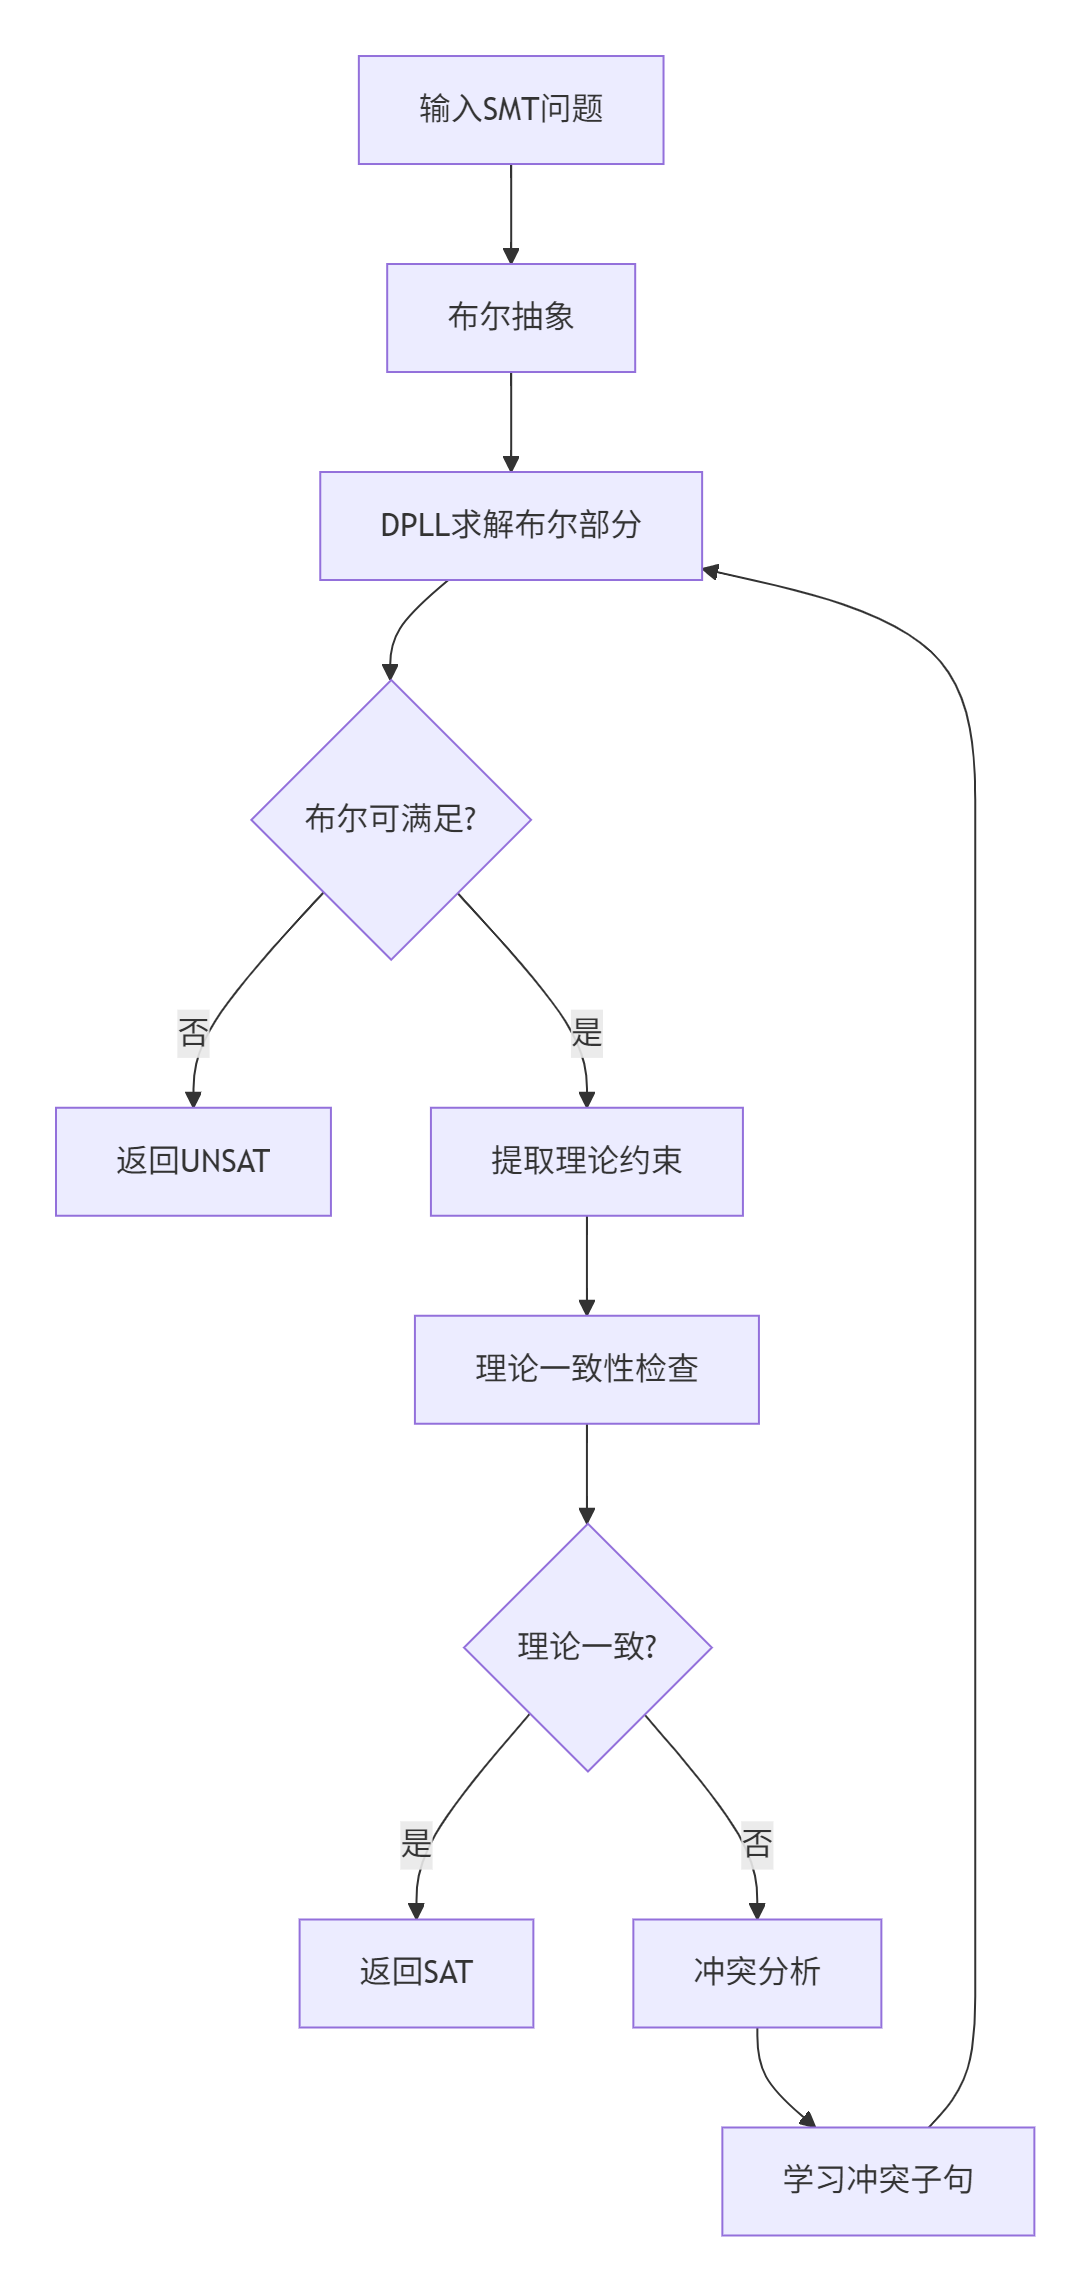 输入SMT问题
布尔抽象
DPLL求解布尔部分
布尔可满足?
否
是
返回UNSAT
提取理论约束
理论一致性检查
理论一致?
是
否
返回SAT
冲突分析
学习冲突子句